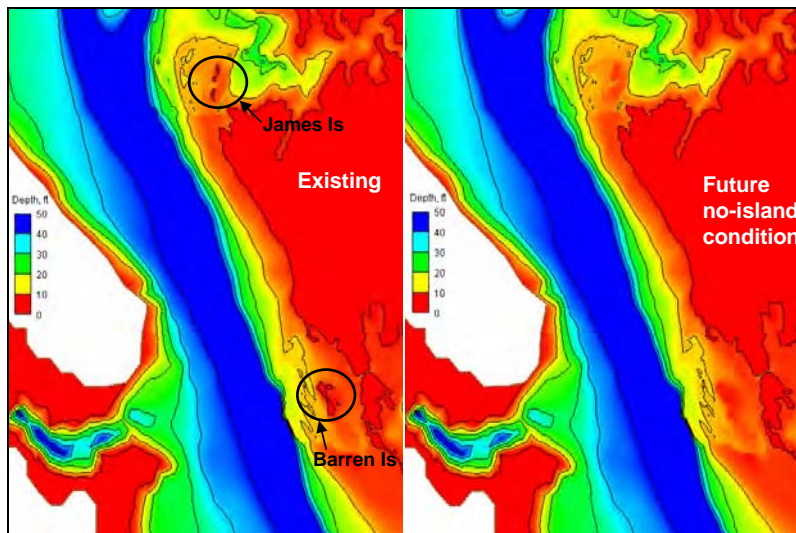 James Is
Existing
Depth, ft
50
40
30
20
10
0
Barren Is
Future
no-island
condition
Depth, ft
50
40
30
20
10
0